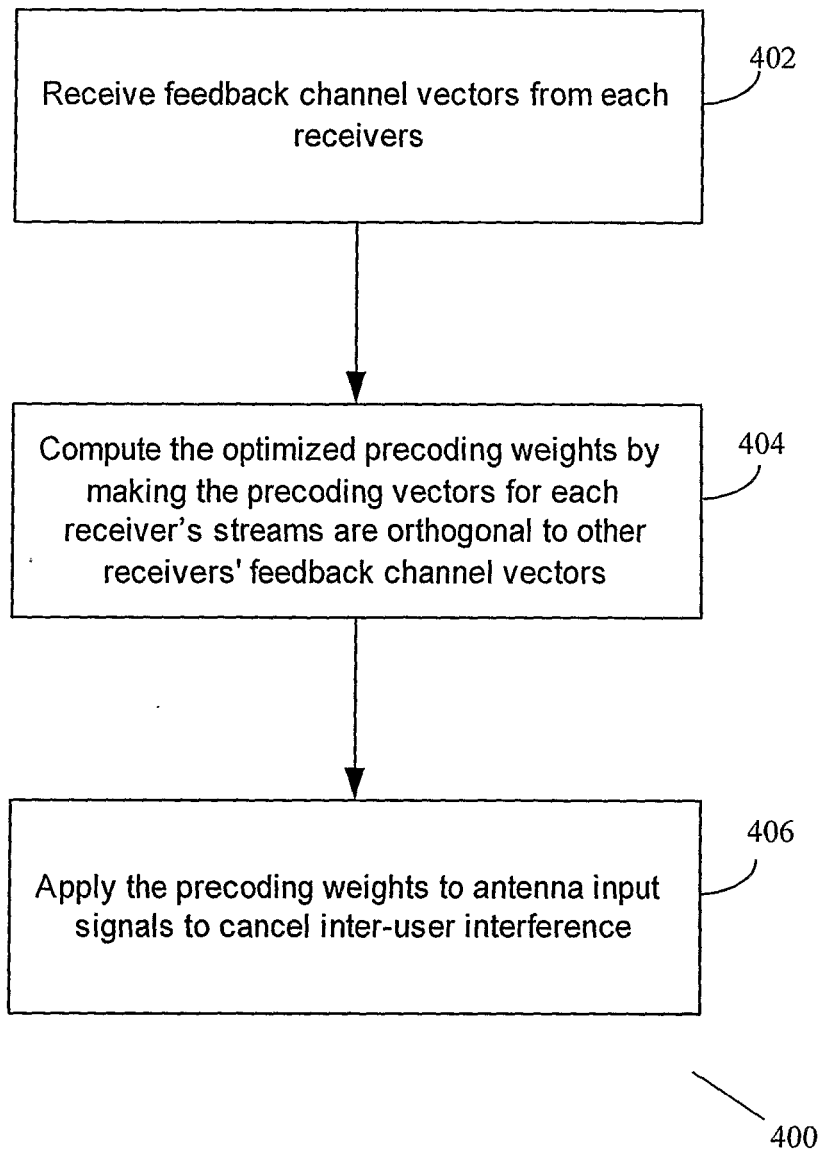 Receive feedback channel vectors from each
receivers
402
Compute the optimized precoding weights by
making the precoding vectors for each
receiver's streams are orthogonal to other
receivers' feedback channel vectors
404
Apply the precoding weights to antenna input
signals to cancel inter-user interference
406
400